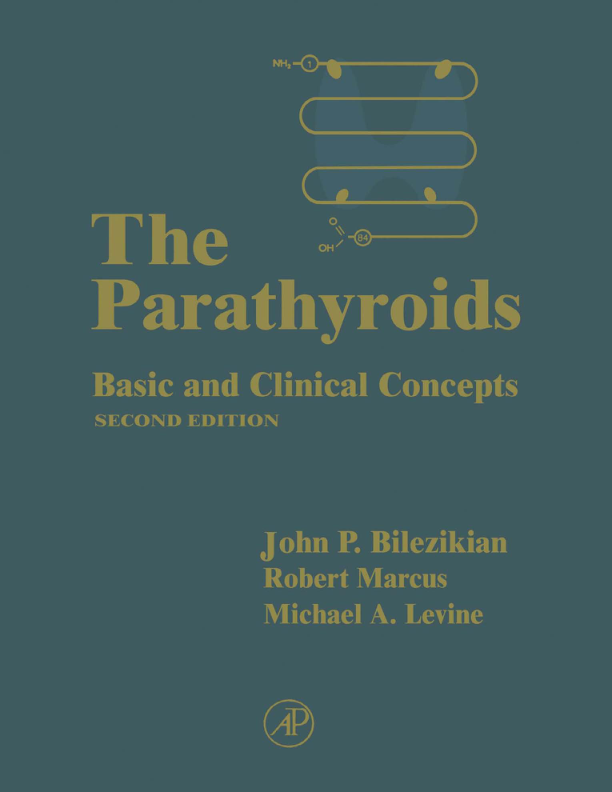 NH₂
1
O
OH
84
The
Parathyroids
Basic and Clinical Concepts
SECOND EDITION
John P. Bilezikian
Robert Marcus
Michael A. Levine
AP